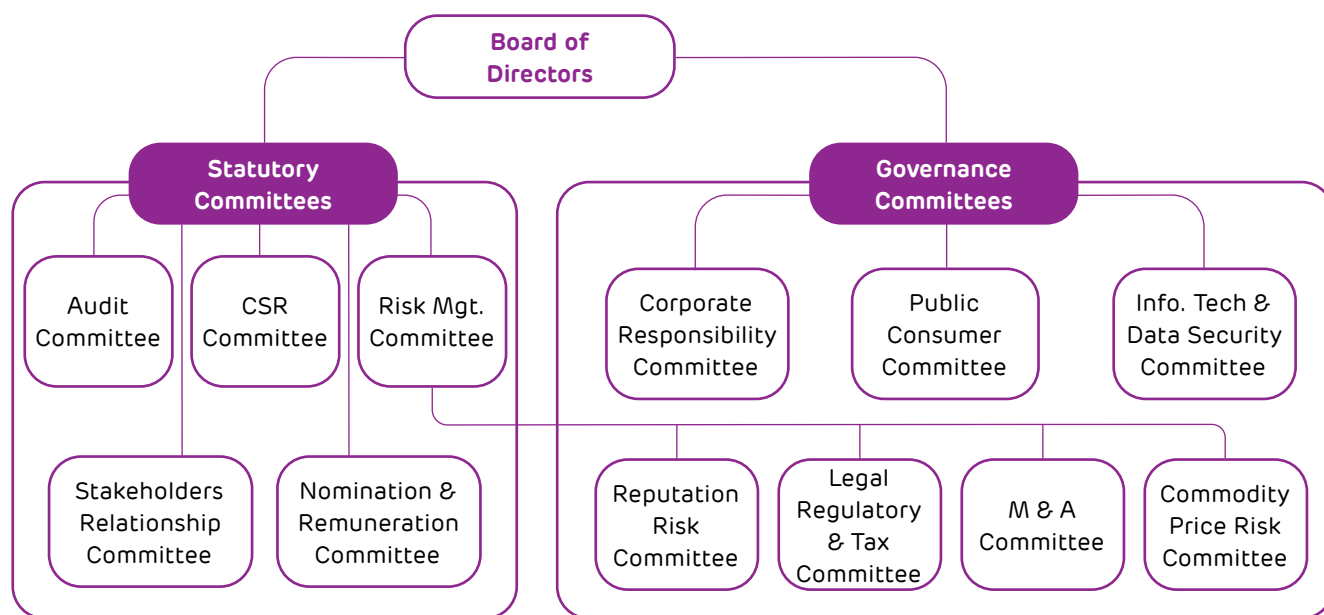 Board of
Directors
Statutory
Committees
Governance
Committees
Audit
Committee
CSR
Committee
Risk Mgt.
Committee
Corporate
Responsibility
Committee
Public
Consumer
Committee
Info. Tech &
Data Security
Committee
Stakeholders
Relationship
Committee
Nomination &
Remuneration
Committee
Reputation
Risk
Committee
Legal
Regulatory
& Tax
Committee
M & A
Committee
Commodity
Price Risk
Committee